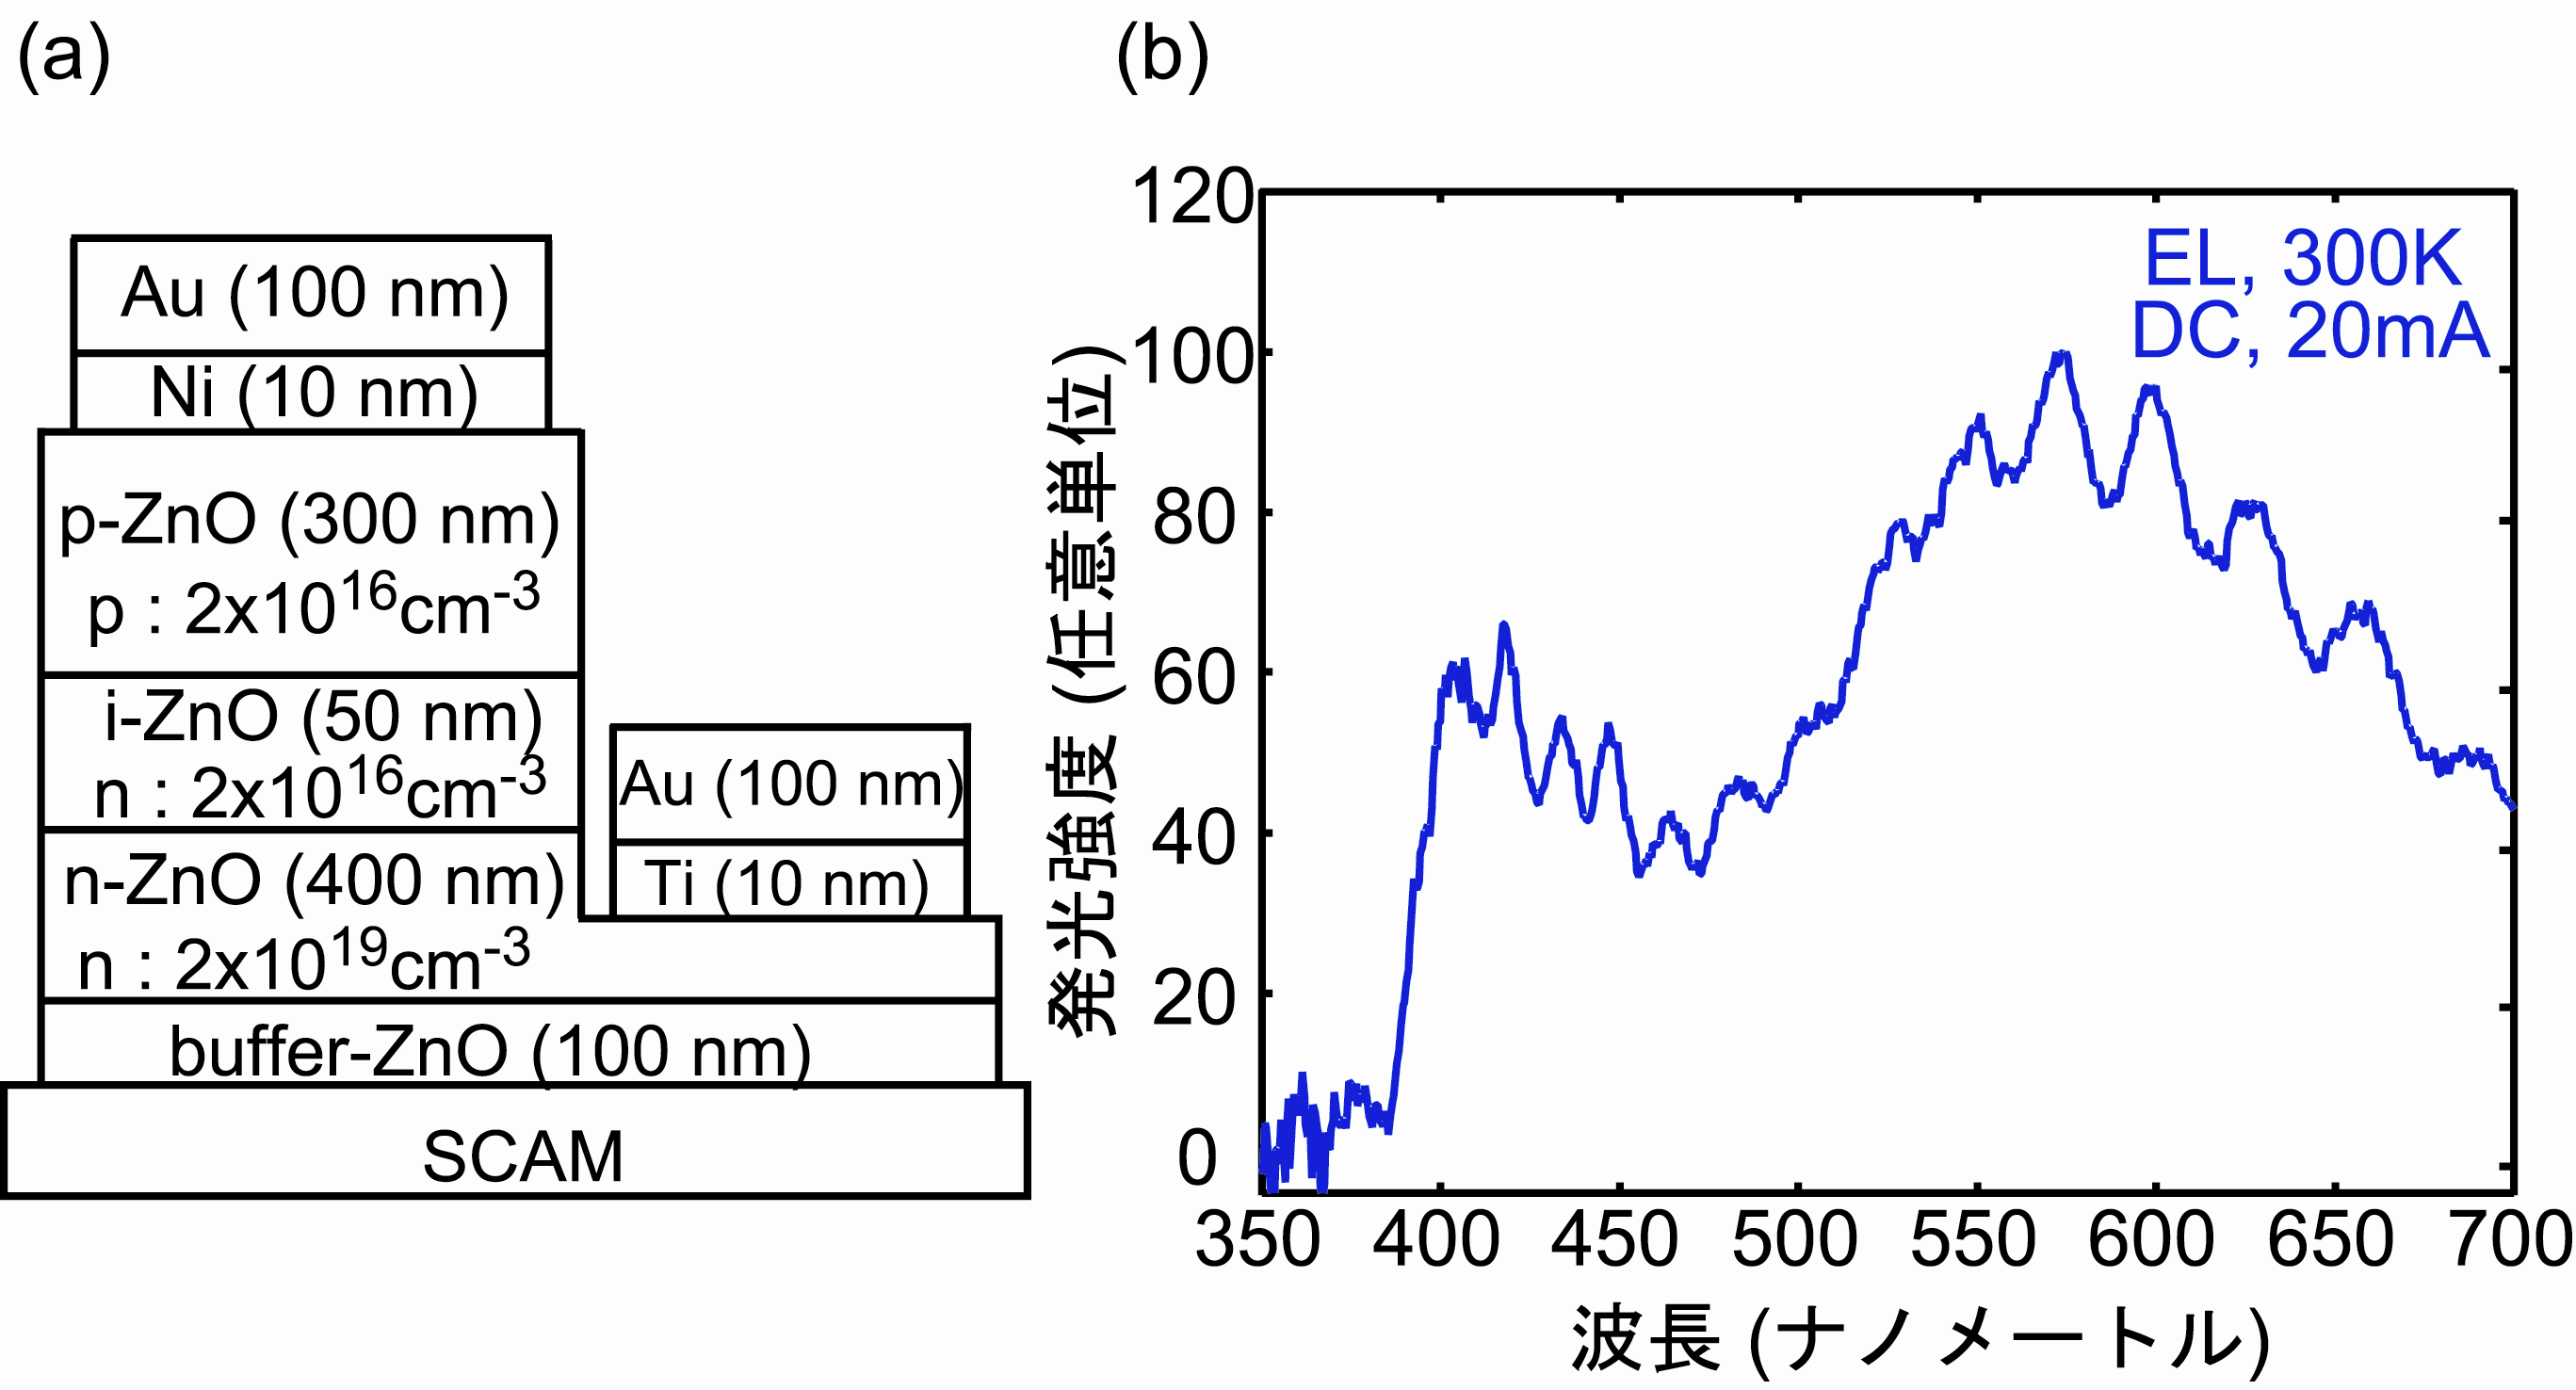 (a)
Au (100 nm)
Ni (10 nm)
p-ZnO (300 nm)
p : 2x10¹⁶cm⁻³
i-ZnO (50 nm)
n : 2x10¹⁶cm⁻³
Au (100 nm)
Ti (10 nm)
n-ZnO (400 nm)
n : 2x10¹⁹cm⁻³
buffer-ZnO (100 nm)
SCAM
(b)
EL, 300K
DC, 20mA
発光強度 (任意単位)
120
100
80
60
40
20
0
350 400 450 500 550 600 650 700
波長 (ナノメートル)